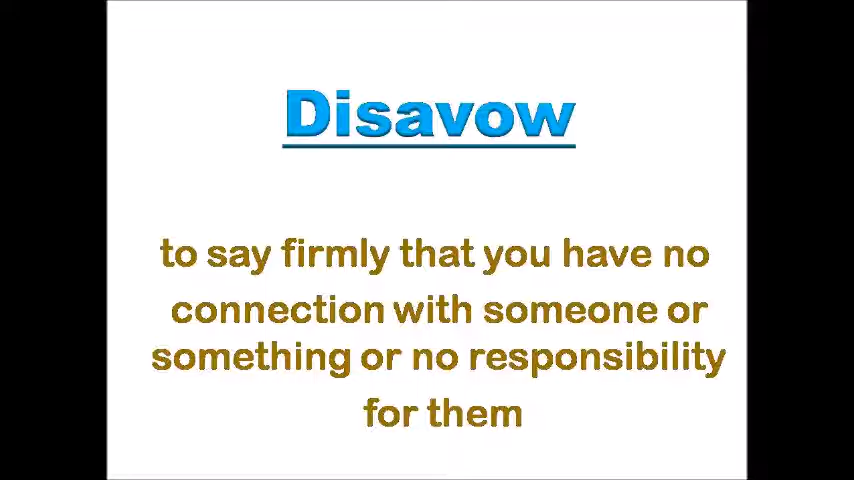 Disavow
to say firmly that you have no
connection with someone or
something or no responsibility
for them